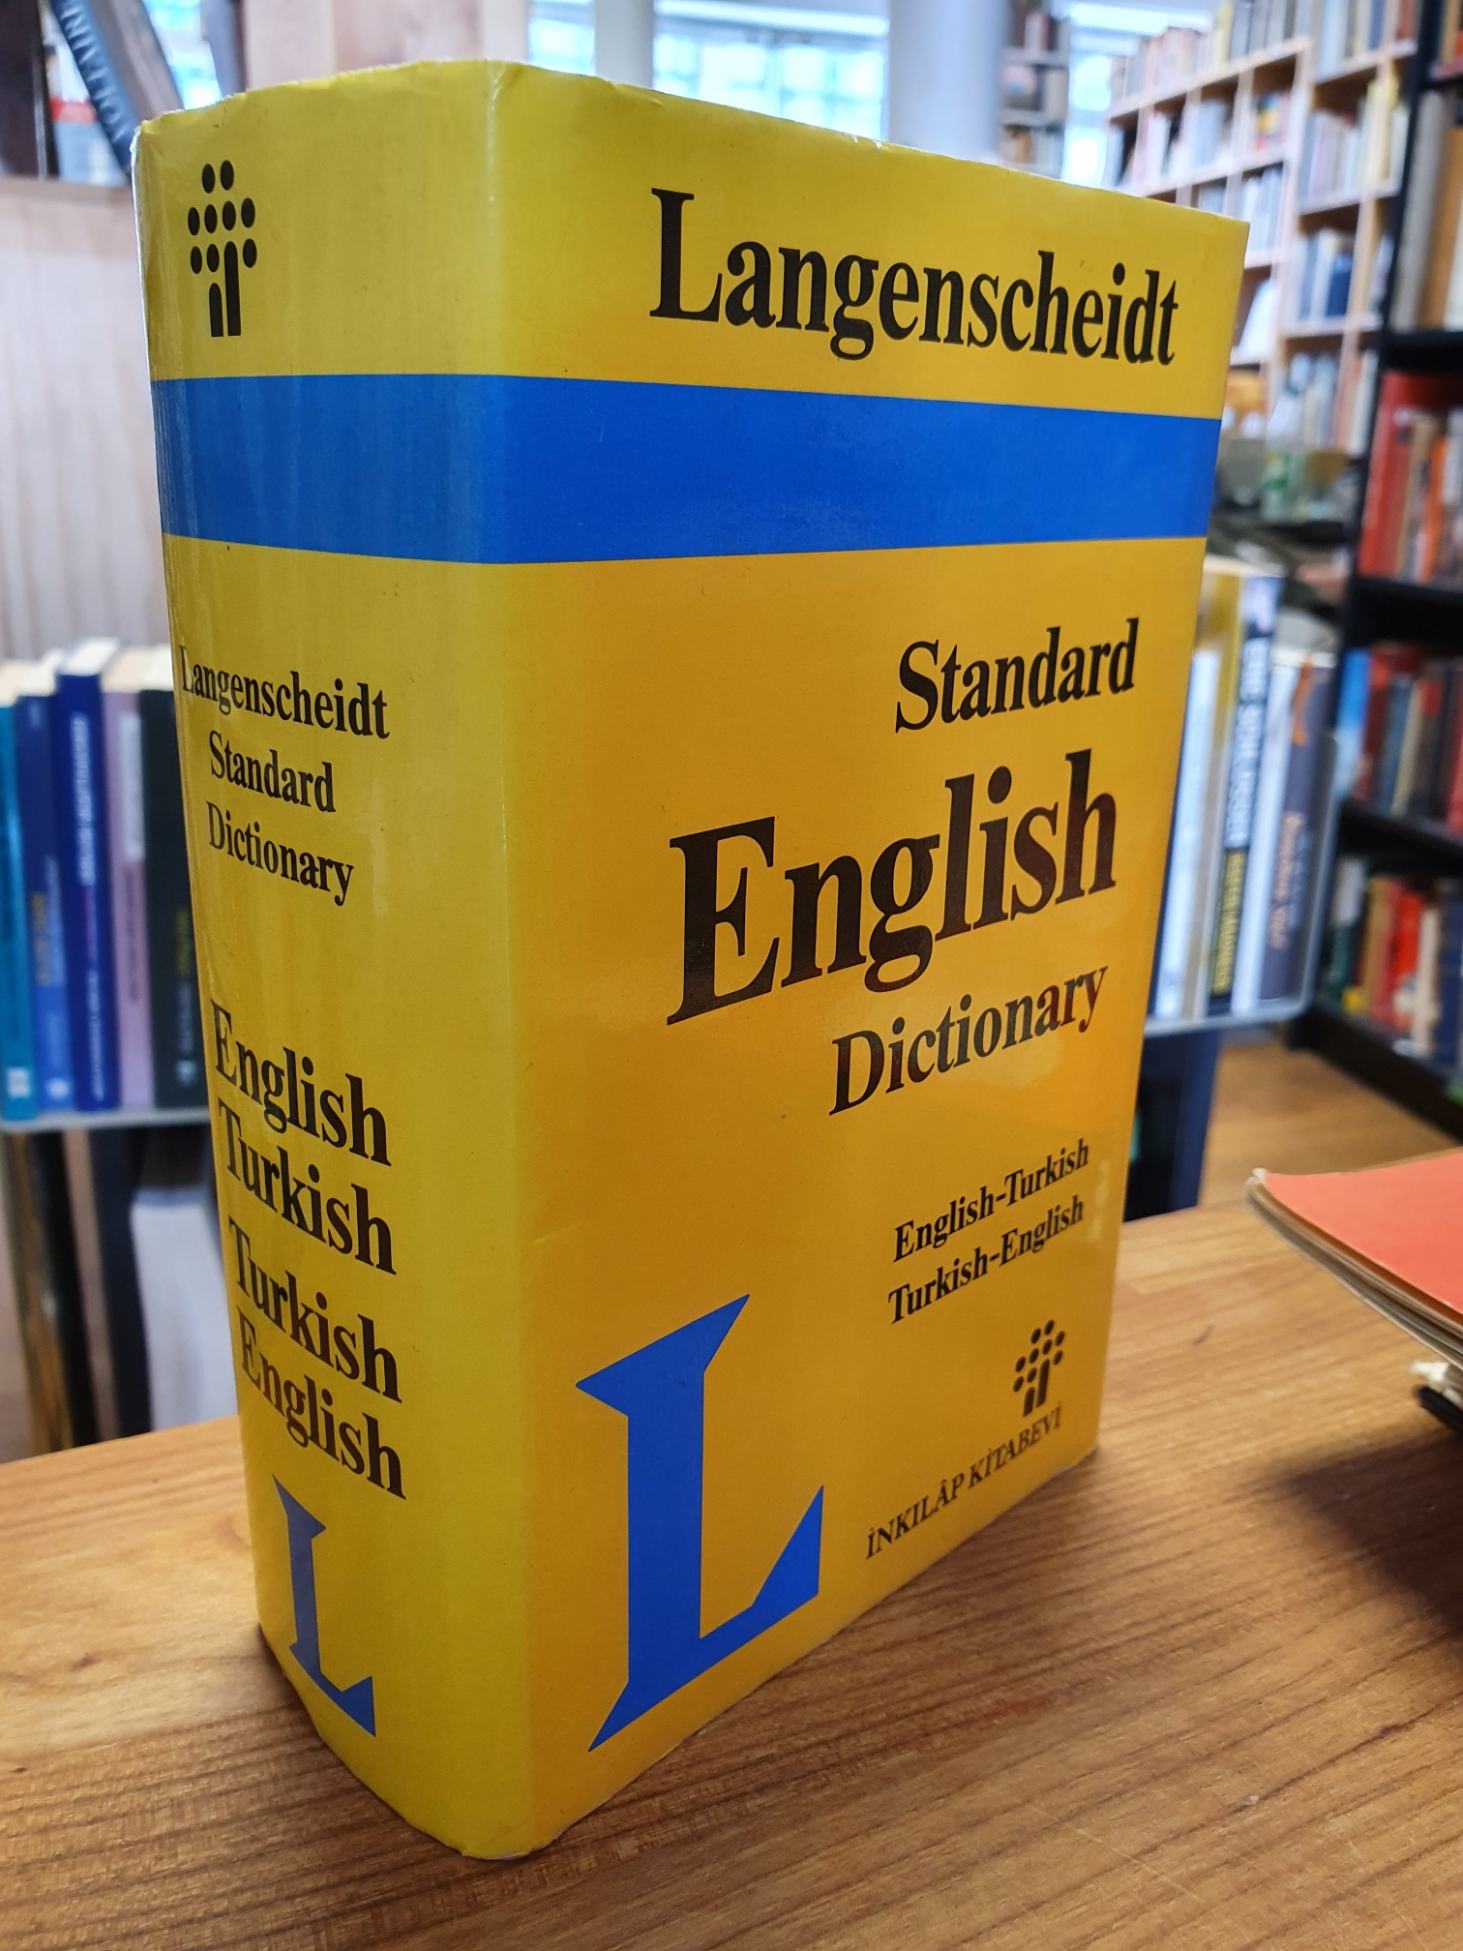 Langenscheidt
Standard
Dictionary
English
Turkish
Turkish
English
L
Langenscheidt
Standard
English
Dictionary
English-Turkish
Turkish-English
L
İNKILÂP KİTABEVİ